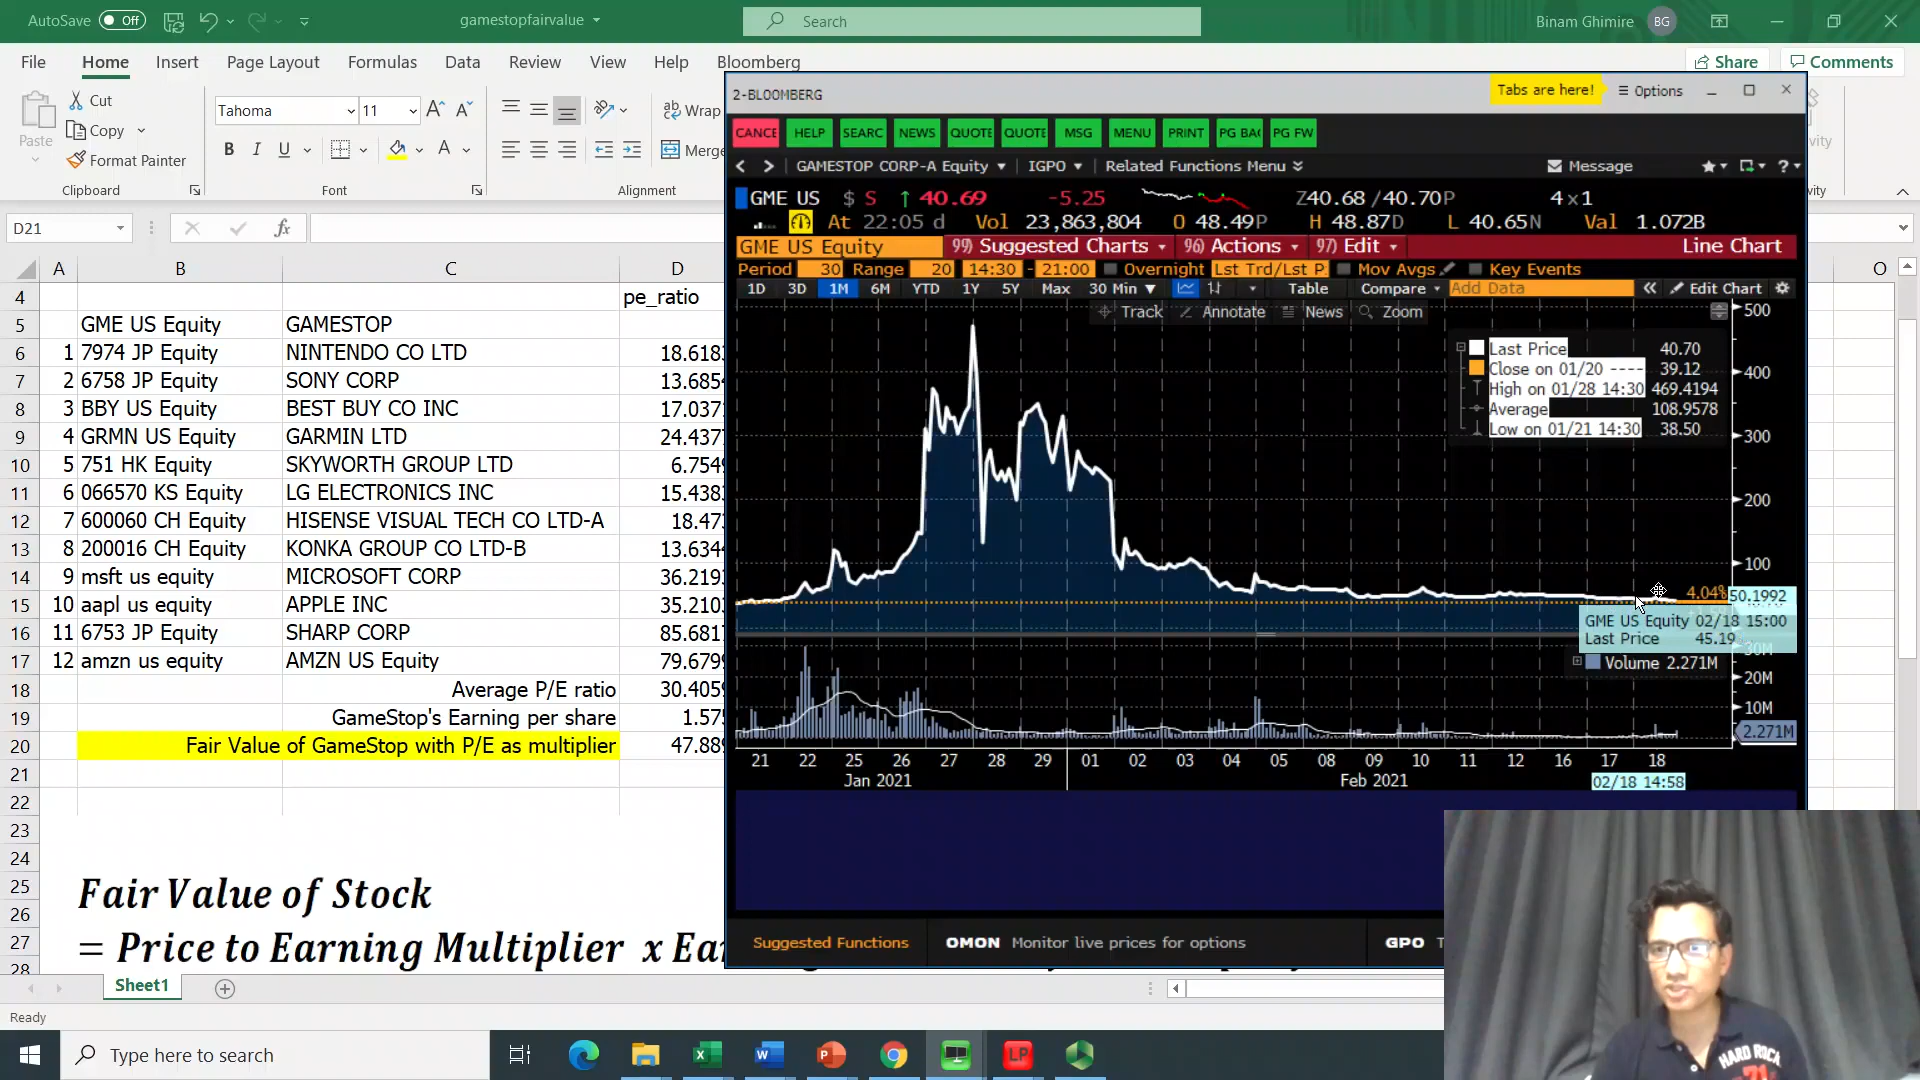 AutoSave Off
gamestopfairvalue
Search
Binam Ghimire BG
File Home Insert Page Layout Formulas Data Review View Help Bloomberg
Share Comments
Cut
Copy
Format Painter
Paste
Tahoma 11
B I U
Wrap
Merge
Clipboard Font Alignment
D21
fx
A B C D O
4 pe_ratio
5 GME US Equity GAMESTOP
6 1 7974 JP Equity NINTENDO CO LTD 18.6183
7 2 6758 JP Equity SONY CORP 13.6854
8 3 BBY US Equity BEST BUY CO INC 17.037
9 4 GRMN US Equity GARMIN LTD 24.437
10 5 751 HK Equity SKYWORTH GROUP LTD 6.754
11 6 066570 KS Equity LG ELECTRONICS INC 15.438
12 7 600060 CH Equity HISENSE VISUAL TECH CO LTD-A 18.47
13 8 200016 CH Equity KONKA GROUP CO LTD-B 13.634
14 9 msft us equity MICROSOFT CORP 36.219
15 10 aapl us equity APPLE INC 35.210
16 11 6753 JP Equity SHARP CORP 85.681
17 12 amzn us equity AMZN US Equity 79.679
18 Average P/E ratio 30.405
19 GameStop's Earning per share 1.57
20 Fair Value of GameStop with P/E as multiplier 47.88
21
22
23
24
25
26
27
28
Fair Value of Stock
= Price to Earning Multiplier x Ea
Sheet1
Ready
Type here to search
2-BLOOMBERG
Tabs are here! Options
CANCE HELP SEARC NEWS QUOTE QUOTE MSG MENU PRINT PG BA PG FW
GAMESTOP CORP-A Equity IGPO Related Functions Menu Message
GME US $ S ↑ 40.69 -5.25 Z40.68 /40.70P 4x1
At 22:05 d Vol 23,863,804 O 48.49P H 48.87D L 40.65N Val 1.072B
GME US Equity 99) Suggested Charts 96) Actions 97) Edit Line Chart
Period 30 Range 20 14:30 - 21:00 Overnight Lst Trd/Lst P Mov Avgs Key Events
1D 3D 1M 6M YTD 1Y 5Y Max 30 Min Table Compare Add Data Edit Chart
Track Annotate News Zoom
500
400
300
200
100
Last Price 40.70
Close on 01/20 ---- 39.12
High on 01/28 14:30 469.4194
Average 108.9578
Low on 01/21 14:30 38.50
4.04% 50.1992
GME US Equity 02/18 15:00
Last Price 45.19
Volume 2.271M
30M
20M
10M
2.271M
21 22 25 26 27 28 29 01 02 03 04 05 08 09 10 11 12 16 17 18
Jan 2021 Feb 2021
02/18 14:58
Suggested Functions OMON Monitor live prices for options GPO
HARD ROCK